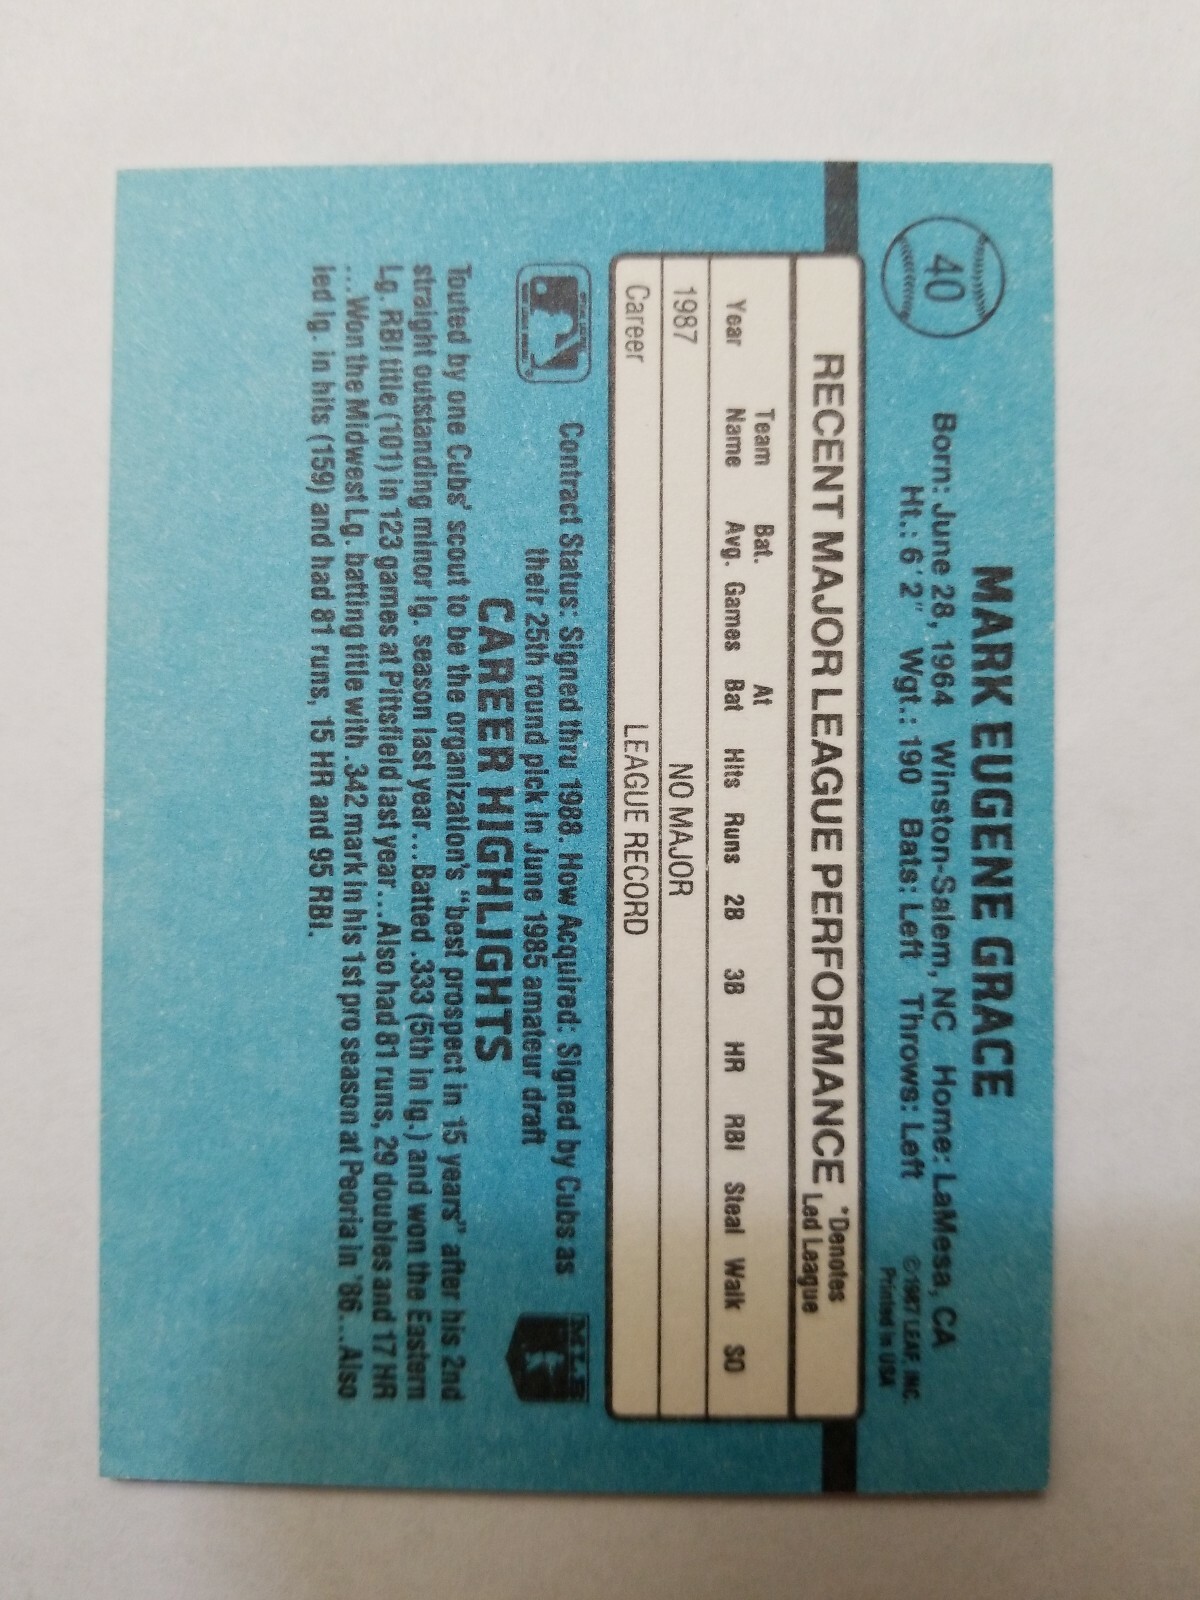 40
MARK EUGENE GRACE
Born: June 28, 1964 Winston-Salem, NC Home: LaMesa, CA
Ht.: 6'2" Wgt.: 190 Bats: Left Throws: Left
©1987 LEAF, INC.
Printed in USA
RECENT MAJOR LEAGUE PERFORMANCE
*Denotes
Led League
Team Bat. At
Year Name Avg. Games Bat Hits Runs 2B 3B HR RBI Steal Walk SO
1987 NO MAJOR
Career LEAGUE RECORD
Contract Status: Signed thru 1988. How Acquired: Signed by Cubs as
their 25th round pick in June 1985 amateur draft
CAREER HIGHLIGHTS
Touted by one Cubs' scout to be the organization's "best prospect in 15 years" after his 2nd
straight outstanding minor lg. season last year...Batted .333 (5th in lg.) and won the Eastern
Lg. RBI title (101) in 123 games at Pittsfield last year...Also had 81 runs, 29 doubles and 17 HR
...Won the Midwest Lg. batting title with .342 mark in his 1st pro season at Peoria in '86...Also
led lg. in hits (159) and had 81 runs, 15 HR and 95 RBI.